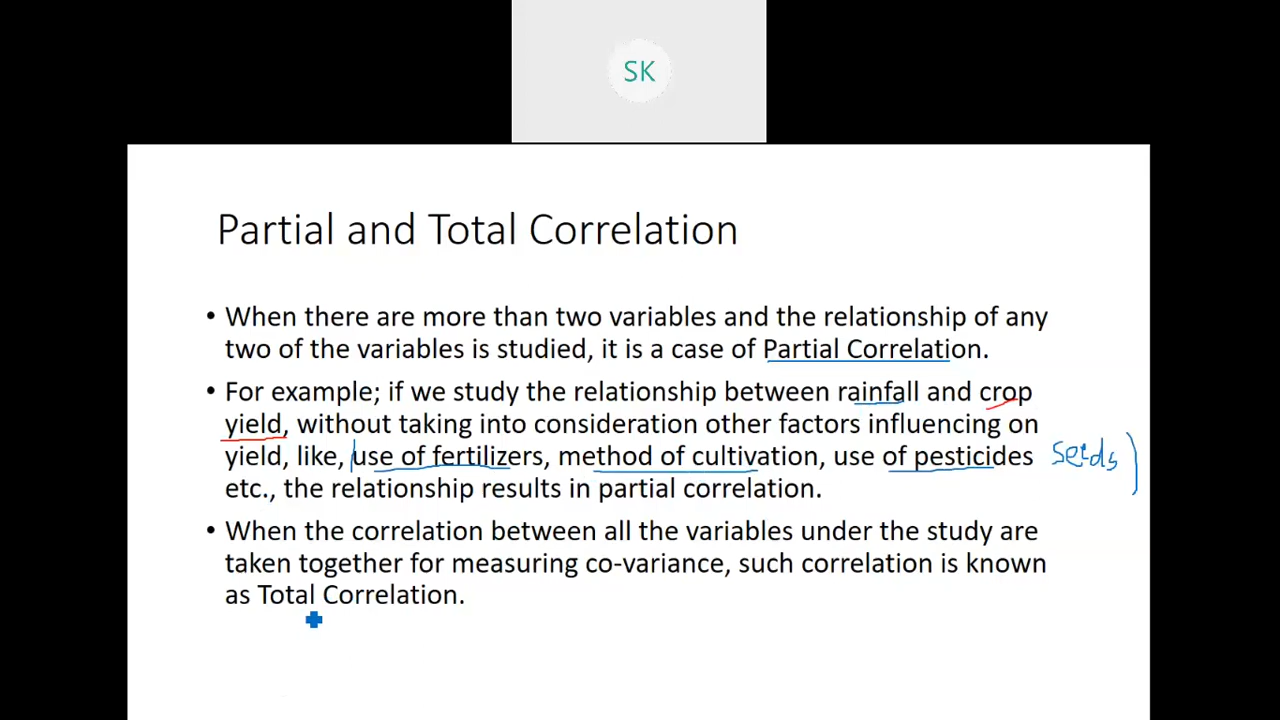 SK
Partial and Total Correlation
• When there are more than two variables and the relationship of any
two of the variables is studied, it is a case of Partial Correlation.
• For example; if we study the relationship between rainfall and crop
yield, without taking into consideration other factors influencing on
yield, like, use of fertilizers, method of cultivation, use of pesticides seeds
etc., the relationship results in partial correlation.
• When the correlation between all the variables under the study are
taken together for measuring co-variance, such correlation is known
as Total Correlation.